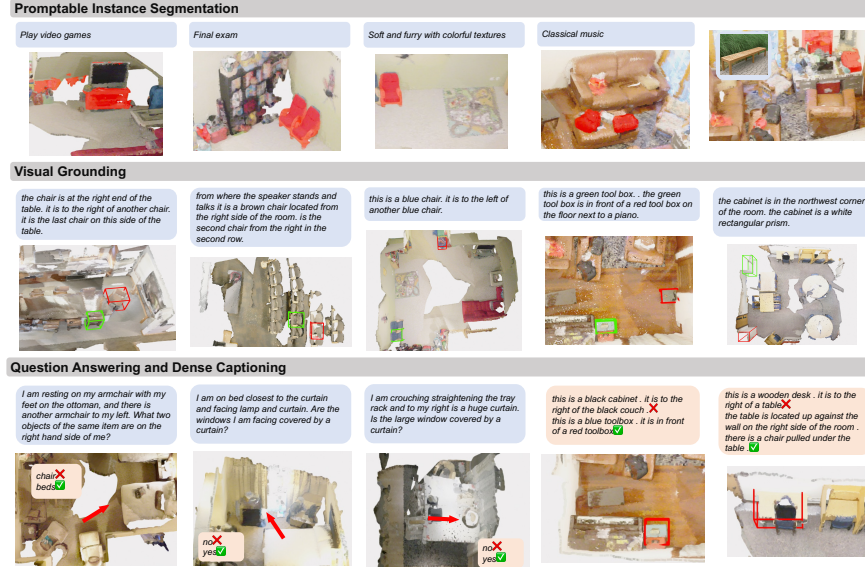 Promptable Instance Segmentation
Play video games
Final exam
Soft and furry with colorful textures
Classical music
Visual Grounding
the chair is at the right end of the
table. it is to the right of another chair.
it is the last chair on this side of the
table.
from where the speaker stands and
talks it is a brown chair located from
the right side of the room. is the
second chair from the right in the
second row.
this is a blue chair. it is to the left of
another blue chair.
this is a green tool box. . the green
tool box is in front of a red tool box on
the floor next to a piano.
the cabinet is in the northwest corner
of the room. the cabinet is a white
rectangular prism.
Question Answering and Dense Captioning
I am resting on my armchair with my
feet on the ottoman, and there is
another armchair to my left. What two
objects of the same item are on the
right hand side of me?
chair❌
beds✅
I am on bed closest to the curtain
and facing lamp and curtain. Are the
windows I am facing covered by a
curtain?
no❌
yes✅
I am crouching straightening the tray
rack and to my right is a huge curtain.
Is the large window covered by a
curtain?
no❌
yes✅
this is a black cabinet . it is to the
right of the black couch .❌
this is a blue toolbox . it is in front
of a red toolbox✅
this is a wooden desk . it is to the
right of a table❌
the table is located up against the
wall on the right side of the room .
there is a chair pulled under the
table .✅